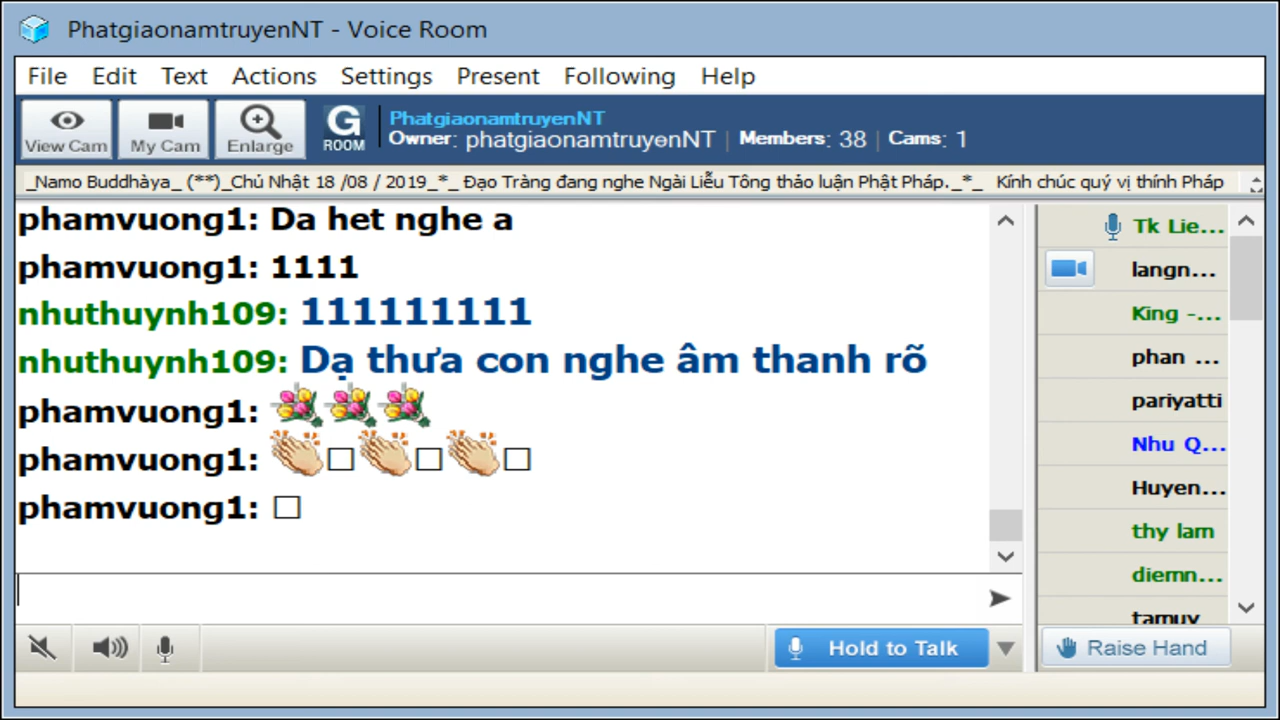 PhatgiaonamtruyenNT - Voice Room
File Edit Text Actions Settings Present Following Help
View Cam My Cam Enlarge G ROOM
PhatgiaonamtruyenNT
Owner: phatgiaonamtruyenNT | Members: 38 | Cams: 1
_Namo Buddhàya_ (**)_Chủ Nhật 18 /08 / 2019_*_ Đạo Tràng đang nghe Ngài Liễu Tông thảo luận Phật Pháp._*_ Kính chúc quý vị thính Pháp
phamvuong1: Da het nghe a
phamvuong1: 1111
nhuthuynh109: 111111111
nhuthuynh109: Dạ thưa con nghe âm thanh rõ
phamvuong1: 💐💐💐
phamvuong1: 👏□👏□👏□
phamvuong1: □
Tk Lie...
langn...
King -...
phan ...
pariyatti
Nhu Q...
Huyen...
thy lam
diemn...
tamuy
Hold to Talk
Raise Hand